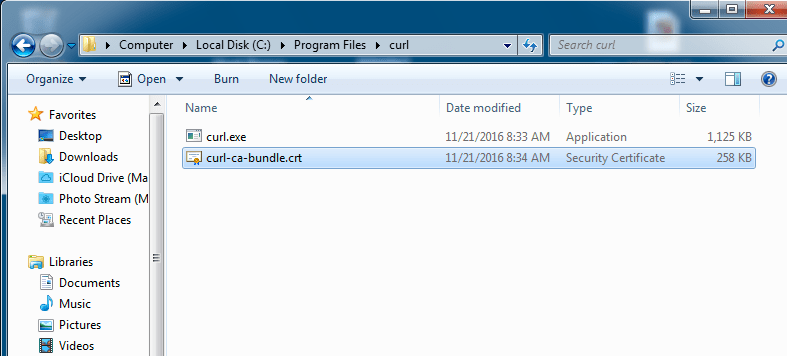 Computer Local Disk (C:) Program Files curl Search curl
Organize Open Burn New folder
Name Date modified Type Size
Favorites
Desktop
Downloads
iCloud Drive (Ma
Photo Stream (M
Recent Places
Libraries
Documents
Music
Pictures
Videos
curl.exe 11/21/2016 8:33 AM Application 1,125 KB
curl-ca-bundle.crt 11/21/2016 8:34 AM Security Certificate 258 KB